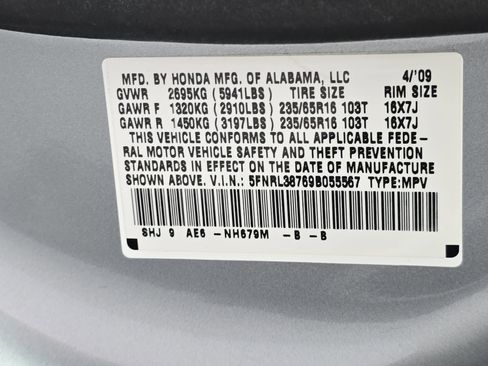 MFD. BY HONDA MFG. OF ALABAMA, LLC 4/'09
GVWR 2695KG (5941LBS) TIRE SIZE RIM SIZE
GAWR F 1320KG (2910LBS) 235/65R16 103T 16X7J
GAWR R 1450KG (3197LBS) 235/65R16 103T 16X7J
THIS VEHICLE CONFORMS TO ALL APPLICABLE FEDE-
RAL MOTOR VEHICLE SAFETY AND THEFT PREVENTION
STANDARDS IN EFFECT ON THE DATE OF MANUFACTURE
SHOWN ABOVE. V.I.N.: 5FNRL38769B055567 TYPE:MPV
SHJ 9 AE6 -NH679M -B -B